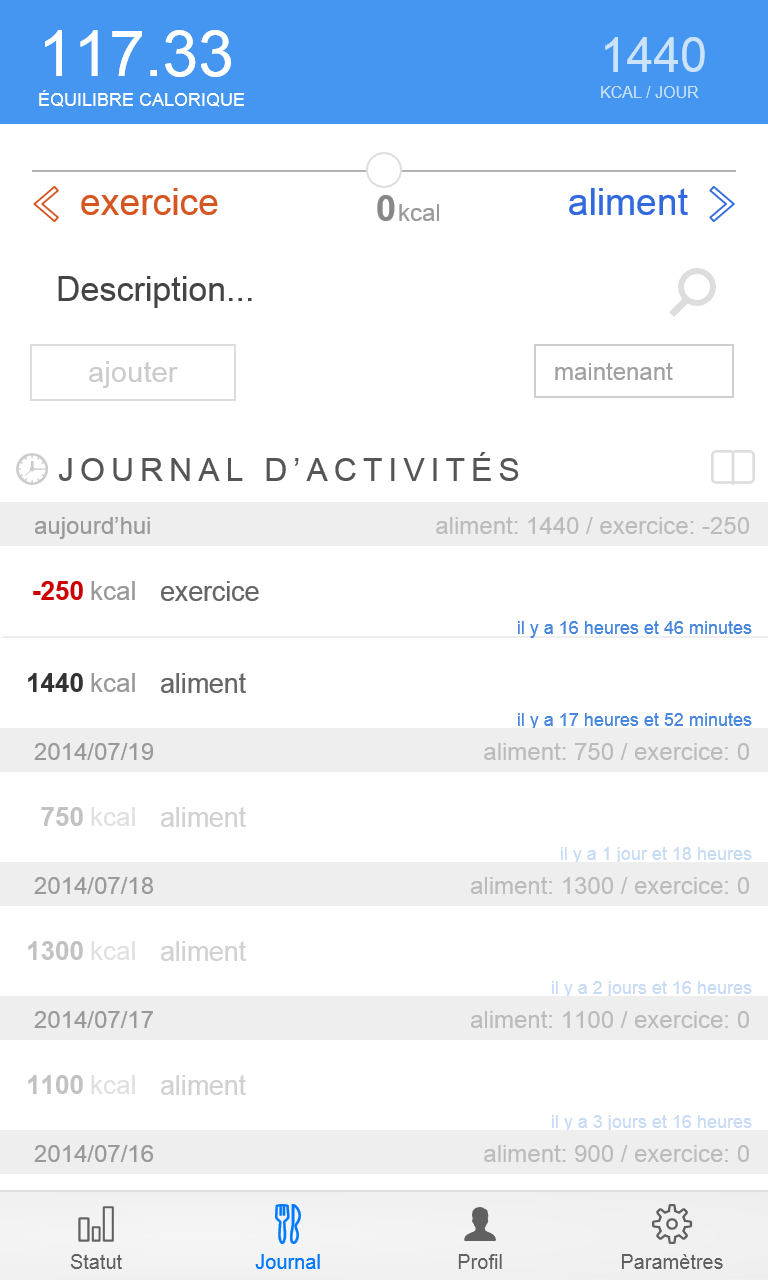 117.33
1440
ÉQUILIBRE CALORIQUE
KCAL / JOUR
exercice
0 kcal
aliment
Description...
ajouter
maintenant
JOURNAL D’ACTIVITÉS
aujourd’hui
aliment: 1440 / exercice: -250
-250 kcal exercice
il y a 16 heures et 46 minutes
1440 kcal aliment
il y a 17 heures et 52 minutes
2014/07/19
aliment: 750 / exercice: 0
750 kcal aliment
il y a 1 jour et 18 heures
2014/07/18
aliment: 1300 / exercice: 0
1300 kcal aliment
il y a 2 jours et 16 heures
2014/07/17
aliment: 1100 / exercice: 0
1100 kcal aliment
il y a 3 jours et 16 heures
2014/07/16
aliment: 900 / exercice: 0
Statut
Journal
Profil
Paramètres